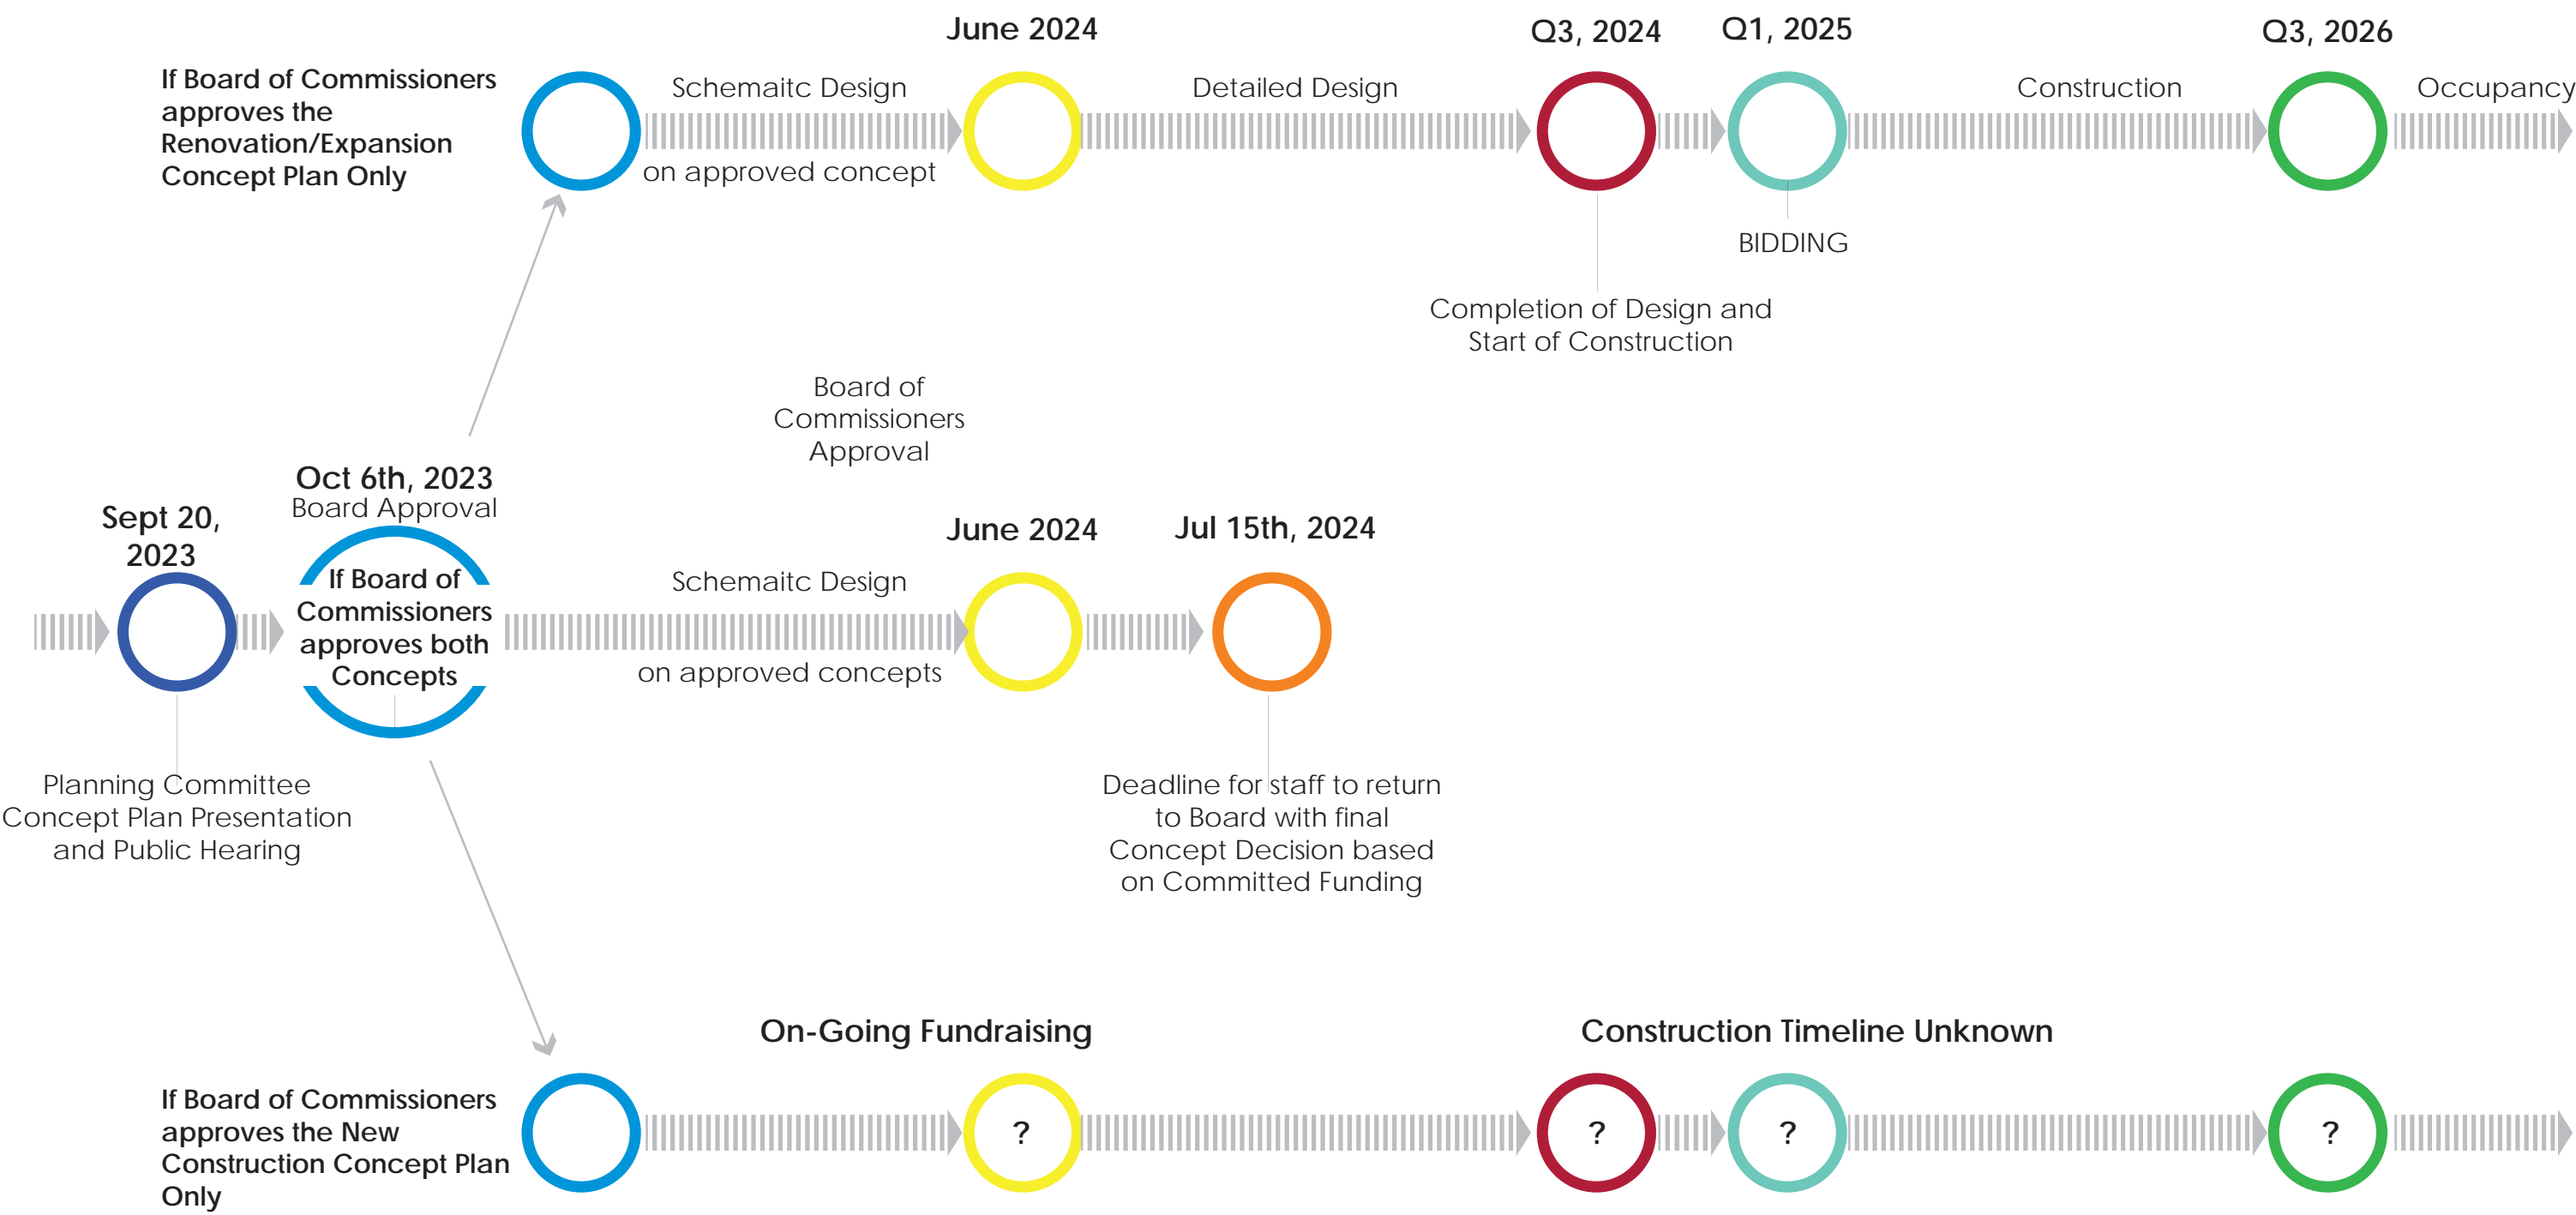 June 2024
Q3, 2024
Q1, 2025
Q3, 2026
If Board of Commissioners
approves the
Renovation/Expansion
Concept Plan Only
Schemaitc Design
on approved concept
Detailed Design
Construction
Occupancy
BIDDING
Completion of Design and
Start of Construction
Board of
Commissioners
Approval
Sept 20,
2023
Oct 6th, 2023
Board Approval
If Board of
Commissioners
approves both
Concepts
Schemaitc Design
on approved concepts
June 2024
Jul 15th, 2024
Planning Committee
Concept Plan Presentation
and Public Hearing
Deadline for staff to return
to Board with final
Concept Decision based
on Committed Funding
On-Going Fundraising
Construction Timeline Unknown
If Board of Commissioners
approves the New
Construction Concept Plan
Only
?
?
?
?